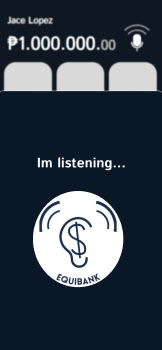 Jace Lopez
₱1.000.000.00
Im listening...
$
EQUIBANK